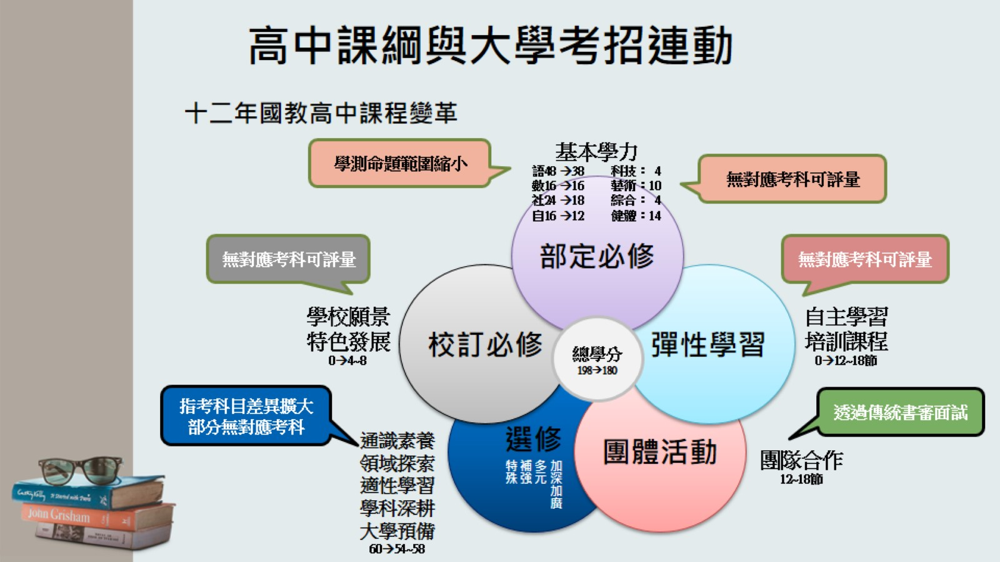 高中課綱與大學考招連動
十二年國教高中課程變革
學測命題範圍縮小
基本學力
語48→38 科技：4
數16→16 藝術：10
社24→18 綜合：4
自16→12 健體：14
無對應考科可評量
部定必修
無對應考科可評量
學校願景
特色發展
0→4~8
校訂必修
總學分
198→180
彈性學習
無對應考科可評量
自主學習
培訓課程
0→12~18節
指考科目差異擴大
部分無對應考科
通識素養
領域探索
適性學習
學科深耕
大學預備
60→54~58
選修
加深加廣
多元
補強
特殊
團體活動
透過傳統書審面試
團隊合作
12~18節
John Grisham